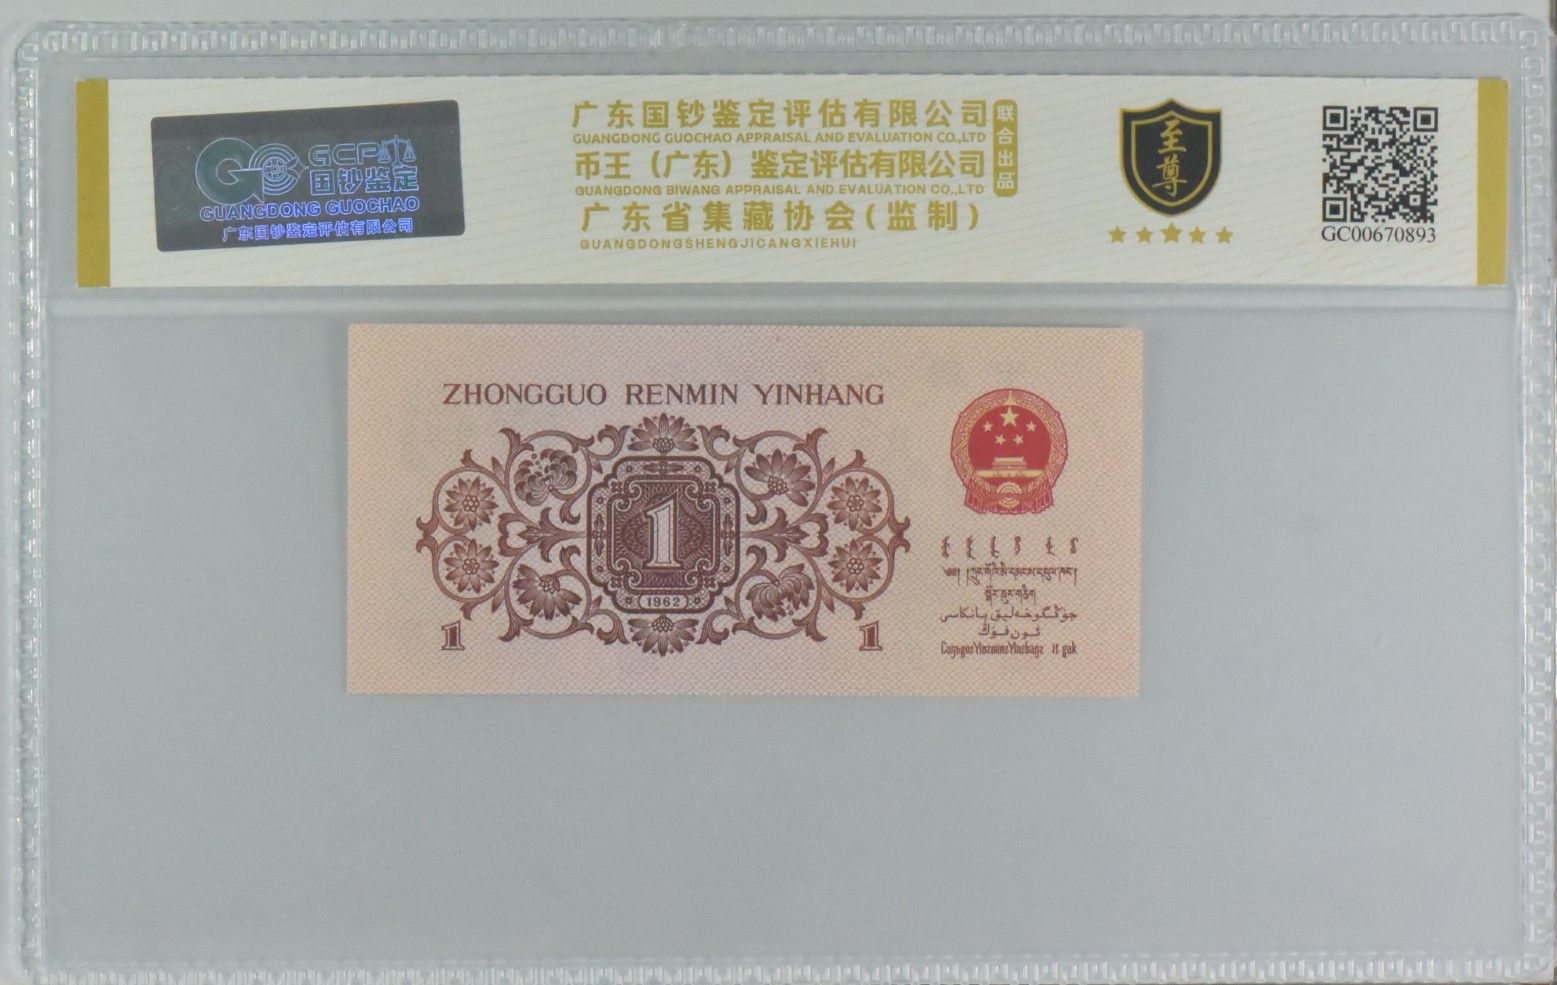 GCPA
国钞鉴定
GUANGDONG GUOCHAO
广东国钞鉴定评估有限公司
广东国钞鉴定评估有限公司
GUANGDONG GUOCHAO APPRAISAL AND EVALUATION CO.,LTD
币王（广东）鉴定评估有限公司
GUANGDONG BIWANG APPRAISAL AND EVALUATION CO.,LTD
广东省集藏协会(监制)
GUANGDONGSHENGJICANGXIEHUI
联合出品
至尊
GC00670893
ZHONGGUO RENMIN YINHANG
1
1962
1
1